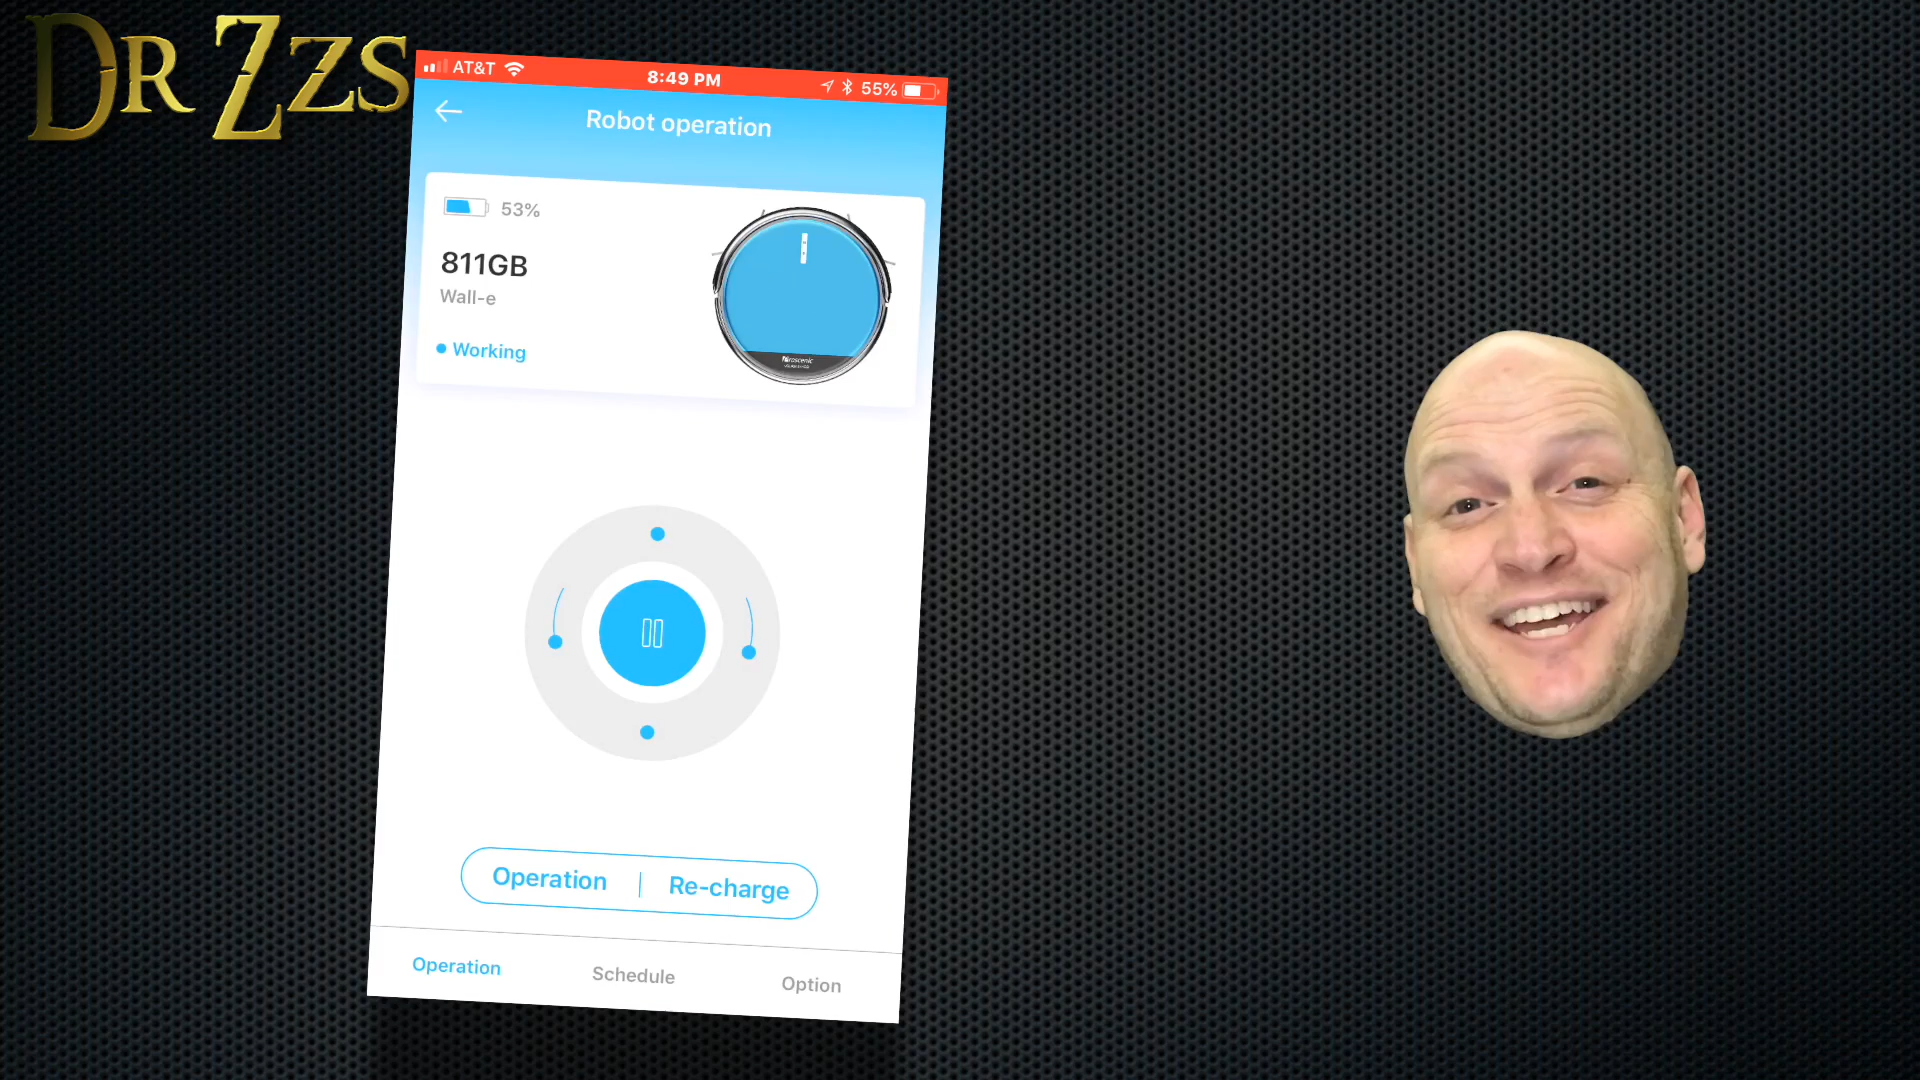 DR ZZS
AT&T
8:49 PM
55%
Robot operation
53%
811GB
Wall-e
Working
Proscenic
Operation | Re-charge
Operation
Schedule
Option